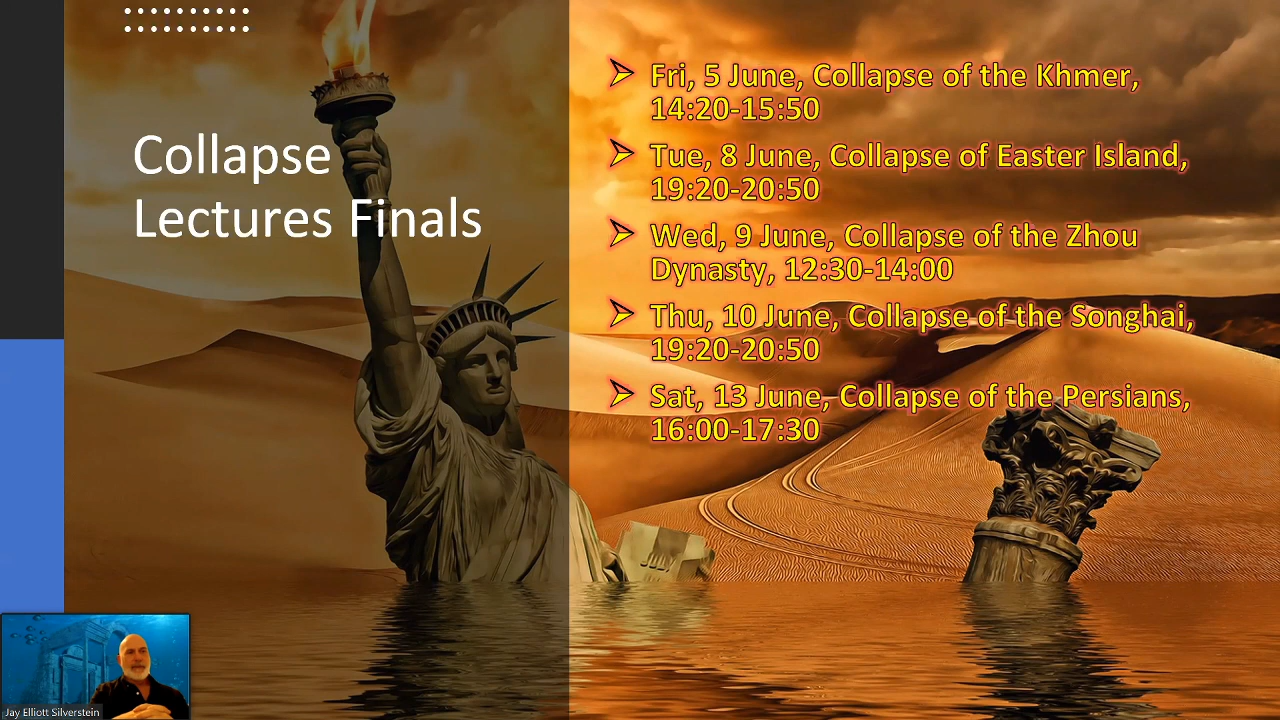 Collapse
Lectures Finals
Fri, 5 June, Collapse of the Khmer,
14:20-15:50
Tue, 8 June, Collapse of Easter Island,
19:20-20:50
Wed, 9 June, Collapse of the Zhou
Dynasty, 12:30-14:00
Thu, 10 June, Collapse of the Songhai,
19:20-20:50
Sat, 13 June, Collapse of the Persians,
16:00-17:30
Jay Elliott Silverstein